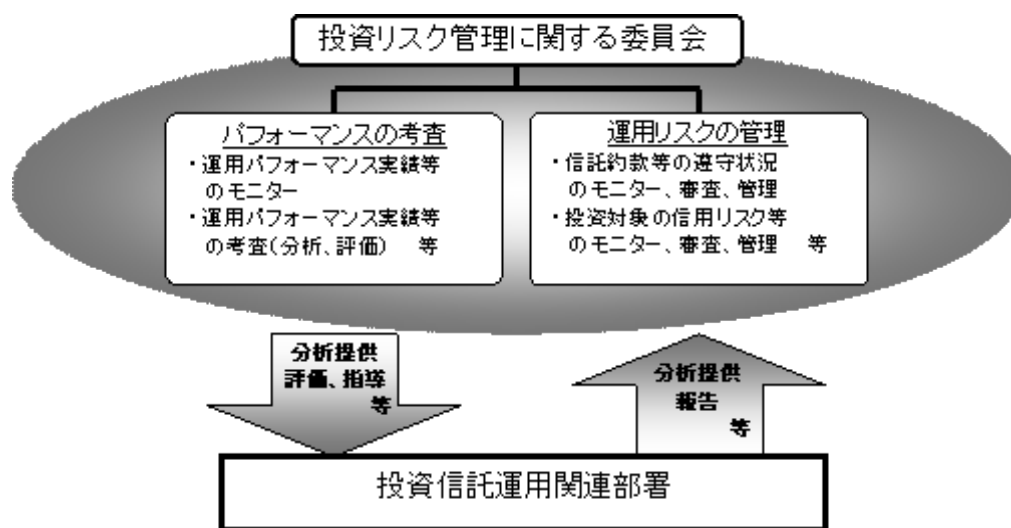 投資リスク管理に関する委員会
パフォーマンスの考査
・運用パフォーマンス実績等
のモニター
・運用パフォーマンス実績等
の考査(分析、評価) 等
運用リスクの管理
・信託約款等の遵守状況
のモニター、審査、管理
・投資対象の信用リスク等
のモニター、審査、管理 等
分析提供
評価、指導
等
分析提供
報告
等
投資信託運用関連部署